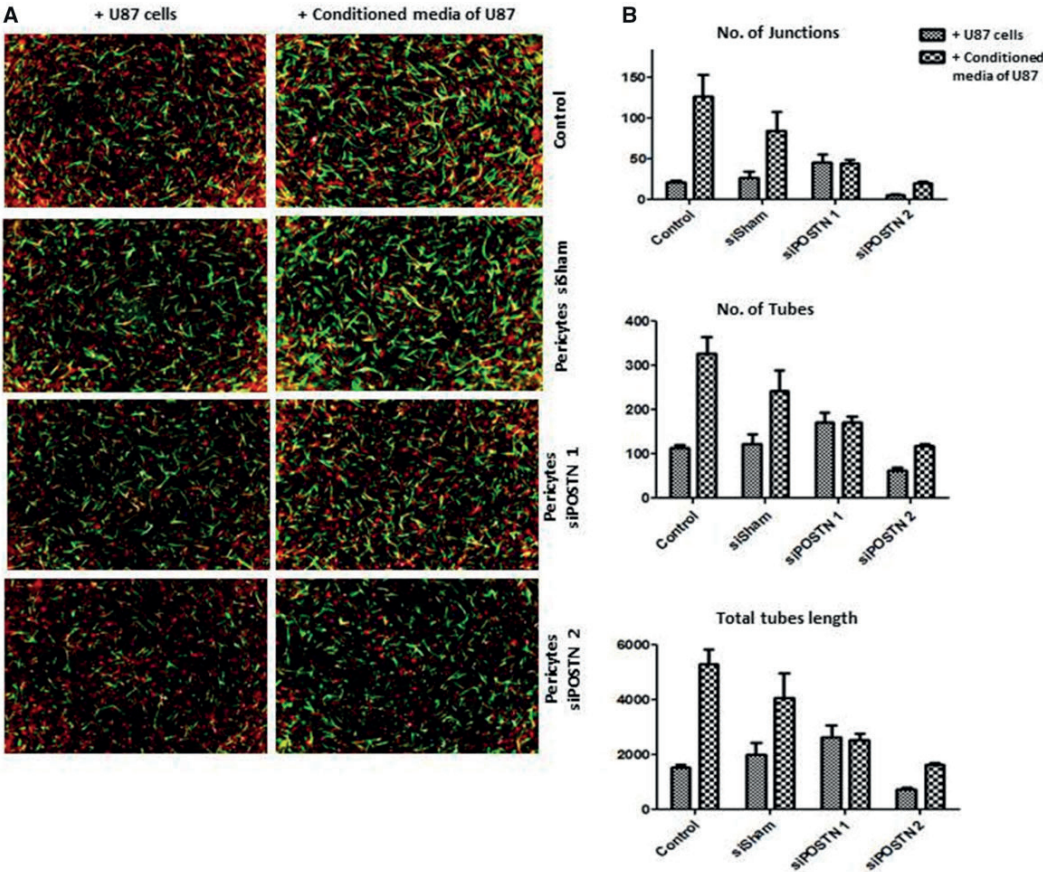 A
+ U87 cells
+ Conditioned media of U87
Control
Pericytes siSham
Pericytes
siPOSTN 1
Pericytes
siPOSTN 2
B
No. of Junctions
+ U87 cells
+ Conditioned
media of U87
150
100
50
0
Control
siSham
siPOSTN 1
siPOSTN 2
No. of Tubes
400
300
200
100
0
Control
siSham
siPOSTN 1
siPOSTN 2
Total tubes length
6000
4000
2000
0
Control
siSham
siPOSTN 1
siPOSTN 2